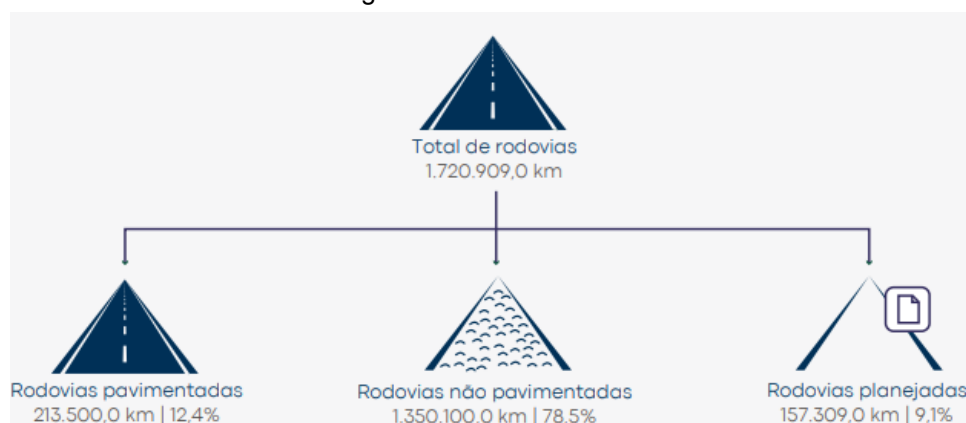 Total de rodovias
1.720.909,0 km
Rodovias pavimentadas
213.500,0 km | 12,4%
Rodovias não pavimentadas
1.350.100,0 km | 78,5%
Rodovias planejadas
157.309,0 km | 9,1%